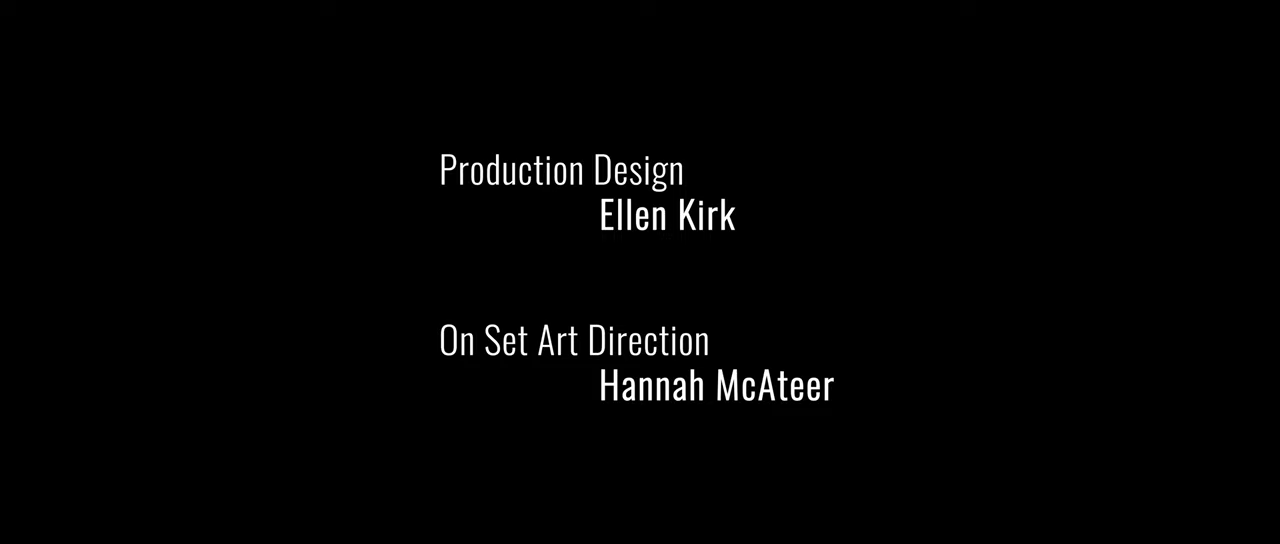 Production Design
Ellen Kirk
On Set Art Direction
Hannah McAteer